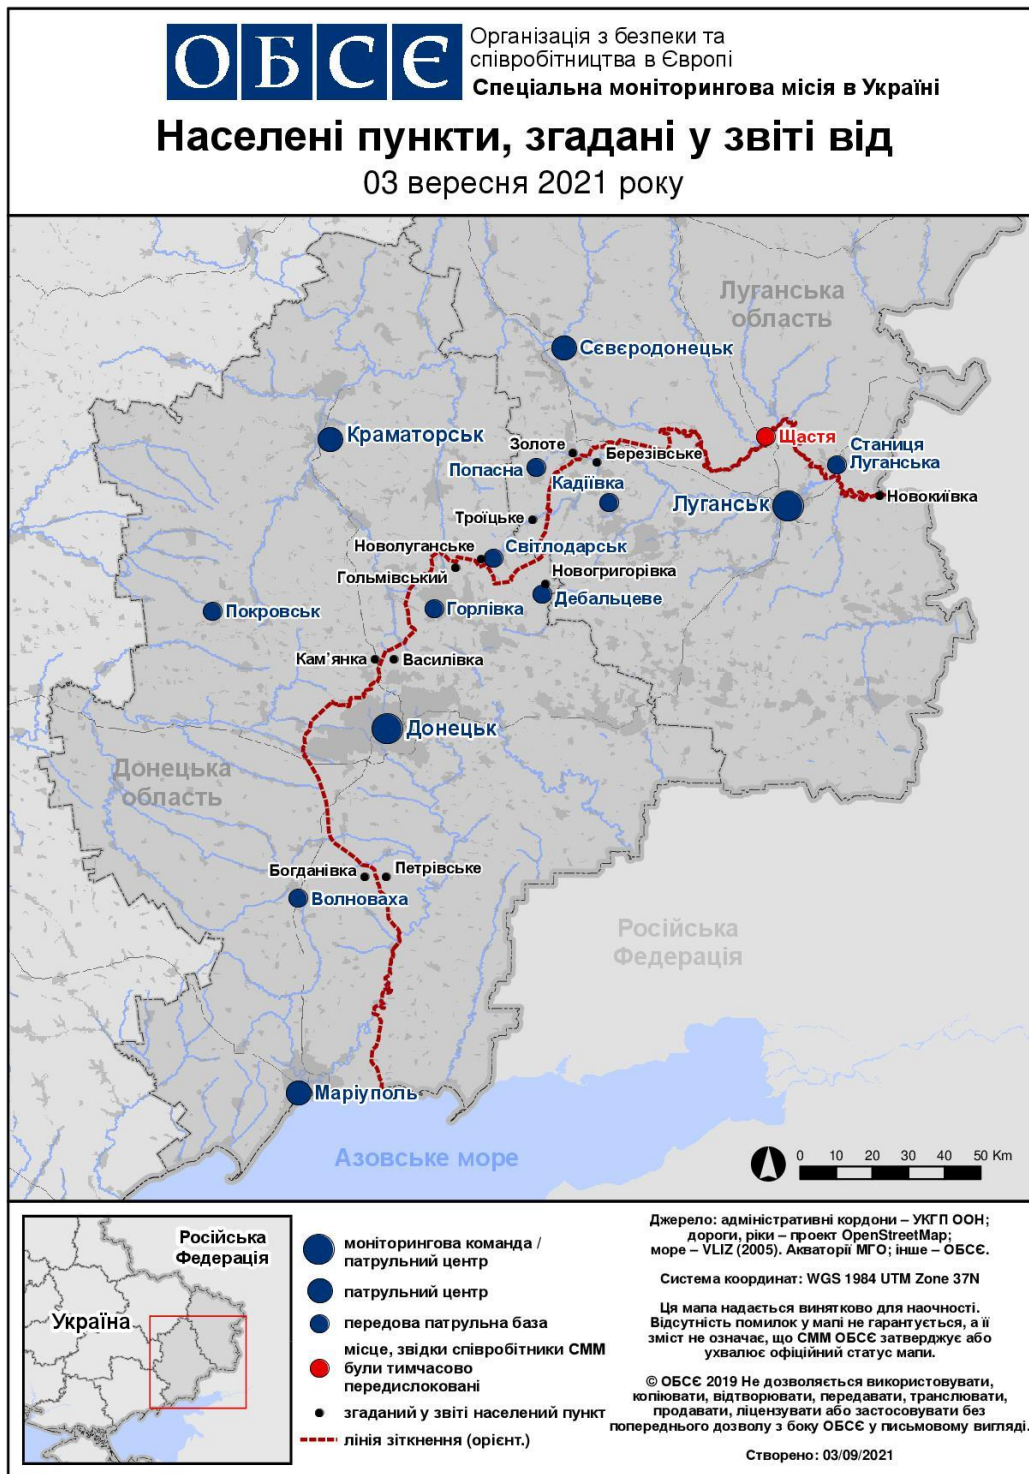 ОБСЄ
Організація з безпеки та
співробітництва в Європі
Спеціальна моніторингова місія в Україні
Населені пункти, згадані у звіті від
03 вересня 2021 року
Луганська
область
Сєвєродонецьк
Краматорськ
Золоте
Березівське
Щастя
Станиця
Луганська
Попасна
Кадіївка
Луганськ
Новокиївка
Троїцьке
Новолуганське
Світлодарськ
Гольмівський
Новогригорівка
Дебальцеве
Горлівка
Покровськ
Кам'янка
Василівка
Донецьк
Донецька
область
Богданівка
Петрівське
Волноваха
Російська
Федерація
Маріуполь
Азовське море
0 10 20 30 40 50 Km
Російська
Федерація
Україна
моніторингова команда /
патрульний центр
патрульний центр
передова патрульна база
місце, звідки співробітники СММ
були тимчасово
передислоковані
згаданий у звіті населений пункт
лінія зіткнення (орієнт.)
Джерело: адміністративні кордони – УКГП ООН;
дороги, ріки – проект OpenStreetMap;
море – VLIZ (2005). Акваторії МГО; інше – ОБСЄ.
Система координат: WGS 1984 UTM Zone 37N
Ця мапа надається винятково для наочності.
Відсутність помилок у мапі не гарантується, а її
зміст не означає, що СММ ОБСЄ затверджує або
ухвалює офіційний статус мапи.
© ОБСЄ 2019 Не дозволяється використовувати,
копіювати, відтворювати, передавати, транслювати,
продавати, ліцензувати або застосовувати без
попереднього дозволу з боку ОБСЄ у письмовому вигляді.
Створено: 03/09/2021